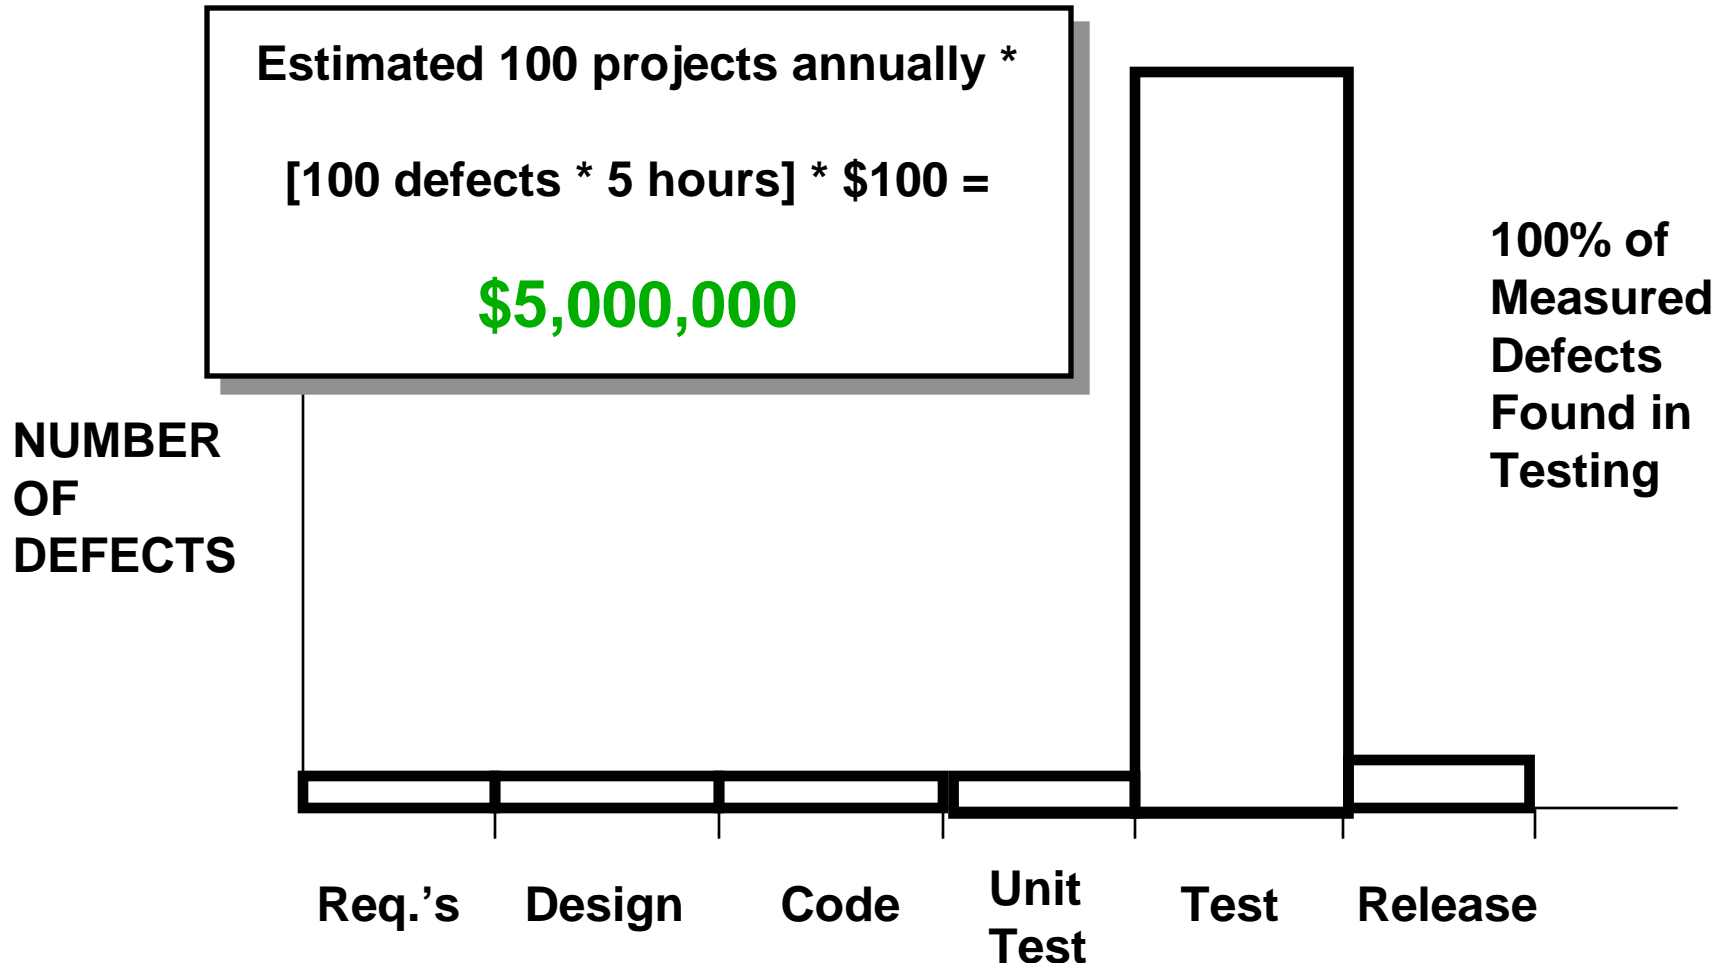 Estimated 100 projects annually *
[100 defects * 5 hours] * $100 =
$5,000,000
100% of
Measured
Defects
Found in
Testing
NUMBER
OF
DEFECTS
Req.’s
Design
Code
Unit
Test
Test
Release